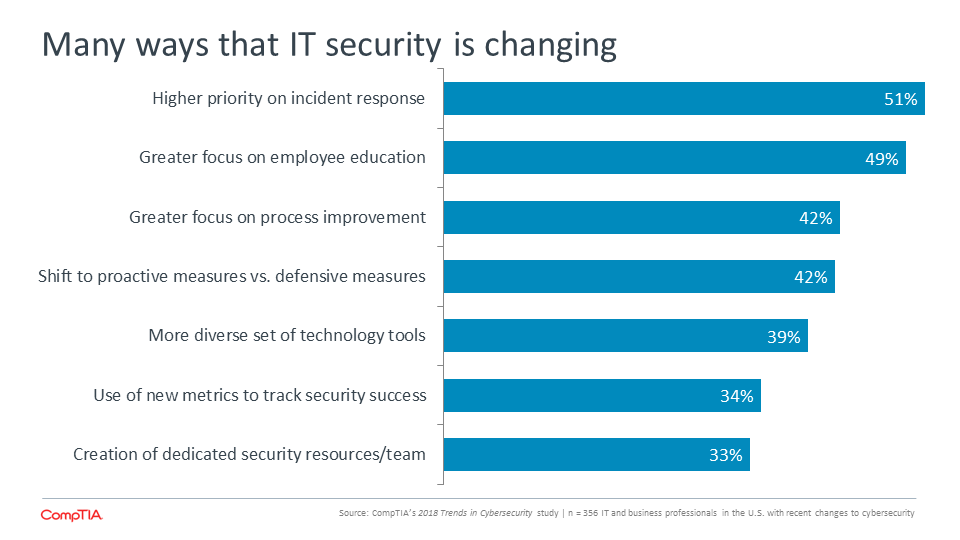 Many ways that IT security is changing
Higher priority on incident response
51%
Greater focus on employee education
49%
Greater focus on process improvement
42%
Shift to proactive measures vs. defensive measures
42%
More diverse set of technology tools
39%
Use of new metrics to track security success
34%
Creation of dedicated security resources/team
33%
CompTIA
Source: CompTIA's 2018 Trends in Cybersecurity study | n = 356 IT and business professionals in the U.S. with recent changes to cybersecurity